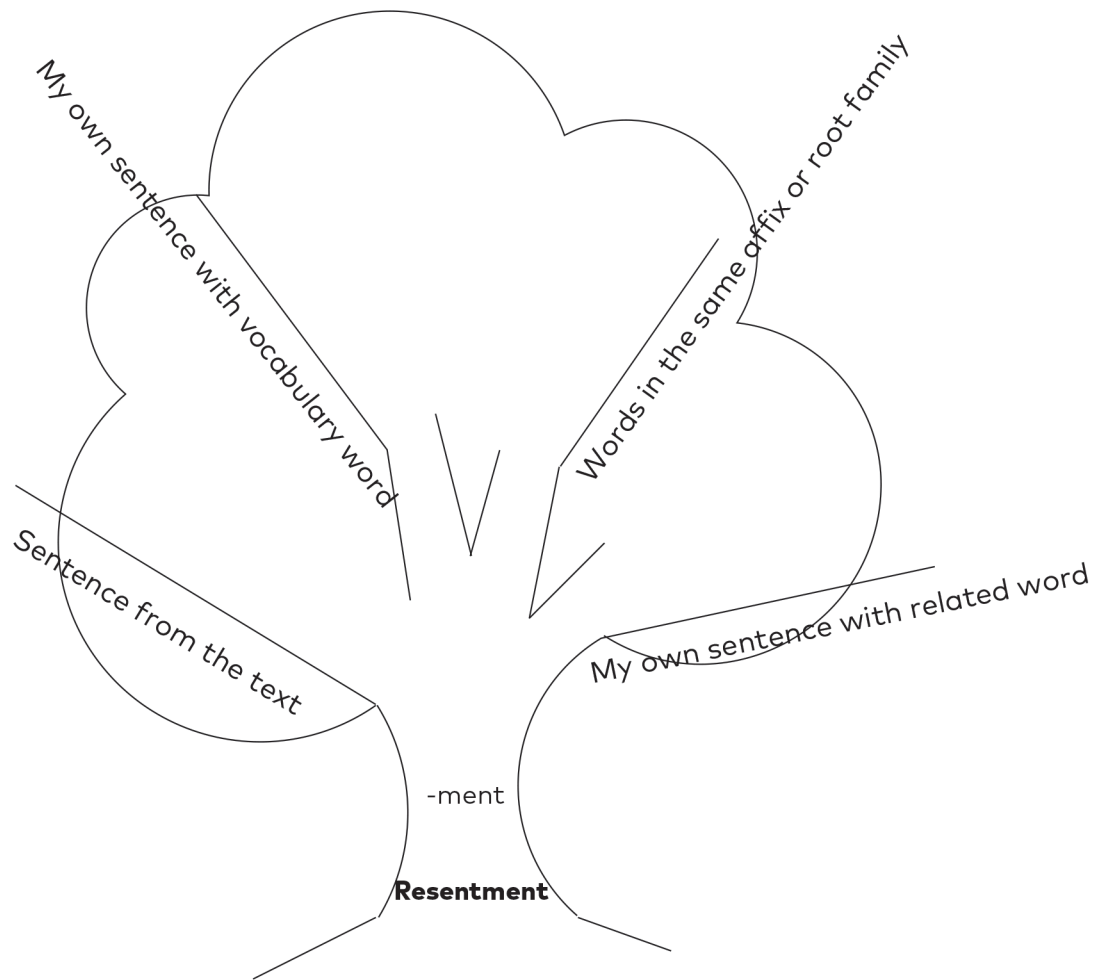 My own sentence with vocabulary word
Words in the same affix or root family
Sentence from the text
My own sentence with related word
-ment
Resentment